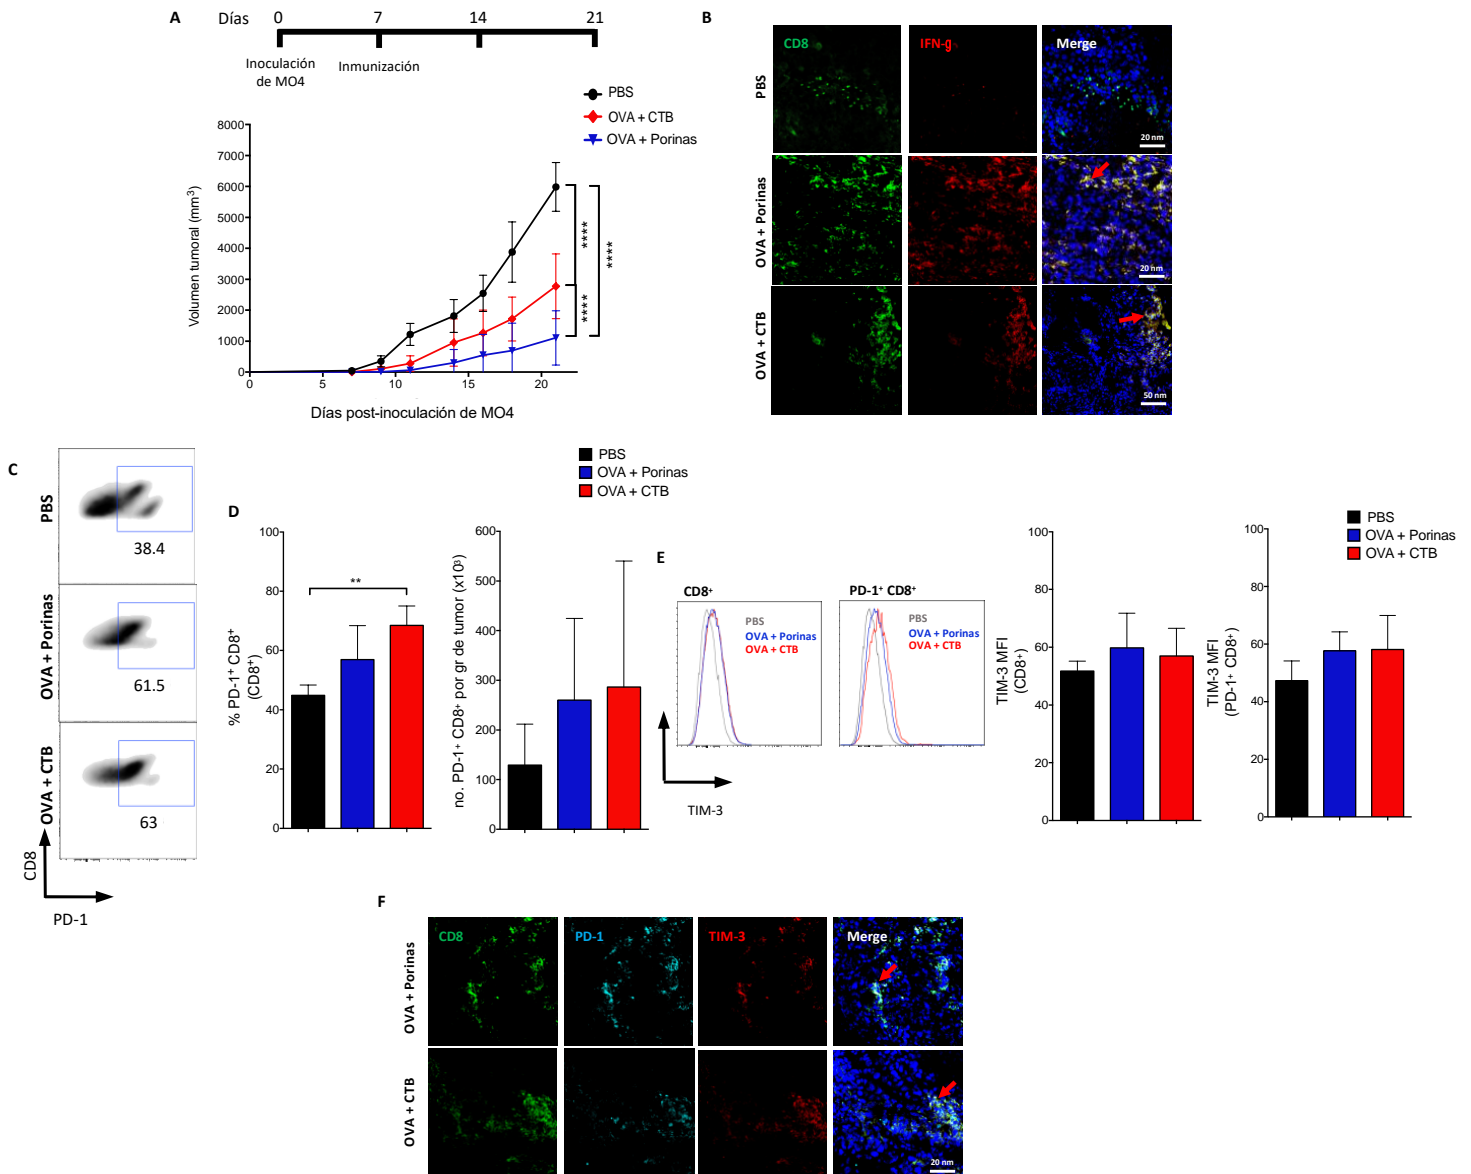 A
Días
0
7
14
21
Inoculación
de MO4
Inmunización
PBS
OVA + CTB
OVA + Porinas
8000
7000
6000
5000
4000
3000
2000
1000
0
Volumen tumoral (mm³)
****
****
****
0
5
10
15
20
Días post-inoculación de MO4
B
CD8
IFN-g
Merge
PBS
20 nm
OVA + Porinas
20 nm
OVA + CTB
50 nm
C
PBS
38.4
OVA + Porinas
61.5
OVA + CTB
63
CD8
PD-1
PBS
OVA + Porinas
OVA + CTB
D
100
80
60
40
20
0
% PD-1⁺ CD8⁺
(CD8⁺)
**
600
500
400
300
200
100
0
no. PD-1⁺ CD8⁺ por gr de tumor (x10³)
E
CD8⁺
PBS
OVA + Porinas
OVA + CTB
PD-1⁺ CD8⁺
PBS
OVA + Porinas
OVA + CTB
TIM-3
100
80
60
40
20
0
TIM-3 MFI
(CD8⁺)
100
80
60
40
20
0
TIM-3 MFI
(PD-1⁺ CD8⁺)
PBS
OVA + Porinas
OVA + CTB
F
CD8
PD-1
TIM-3
Merge
OVA + Porinas
OVA + CTB
20 nm